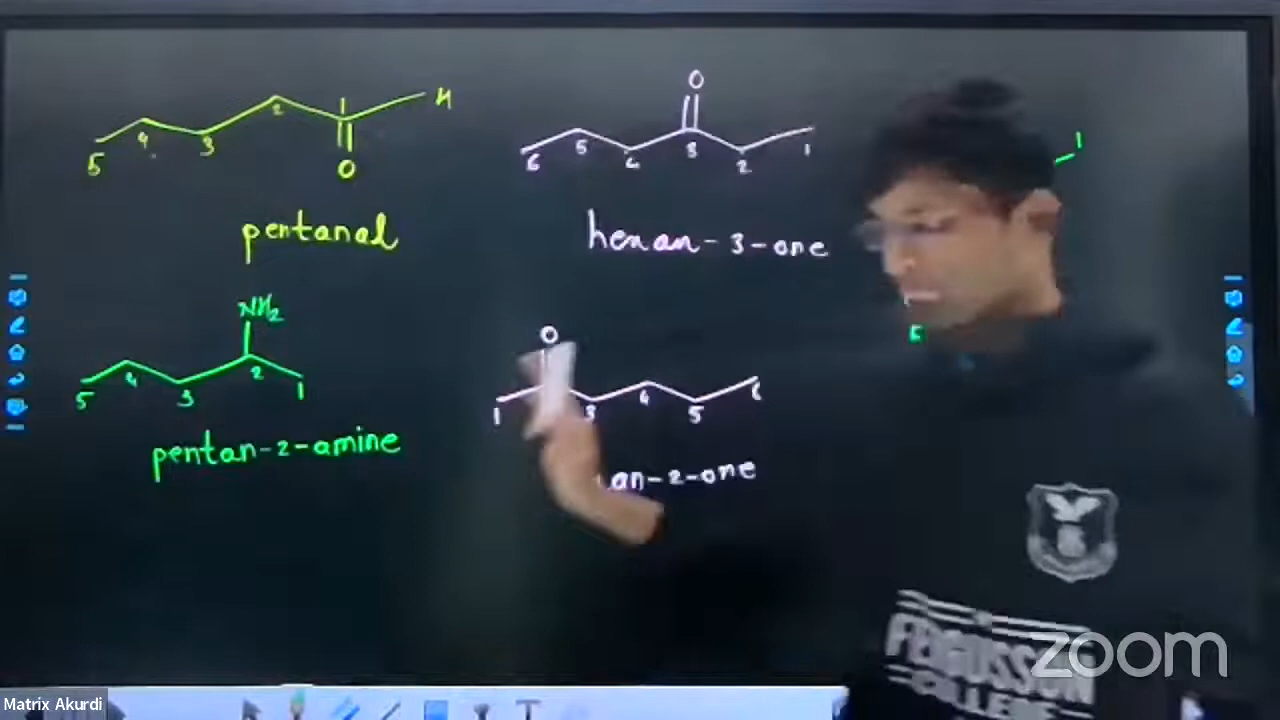 H
2
1
4
3
5
O
pentanal
O
6
5
4
3
2
1
hexan-3-one
1
NH2
5
4
3
2
1
pentan-2-amine
O
1
3
4
5
6
an-2-one
FERGUSSON
COLLEGE
zoom
Matrix Akurdi